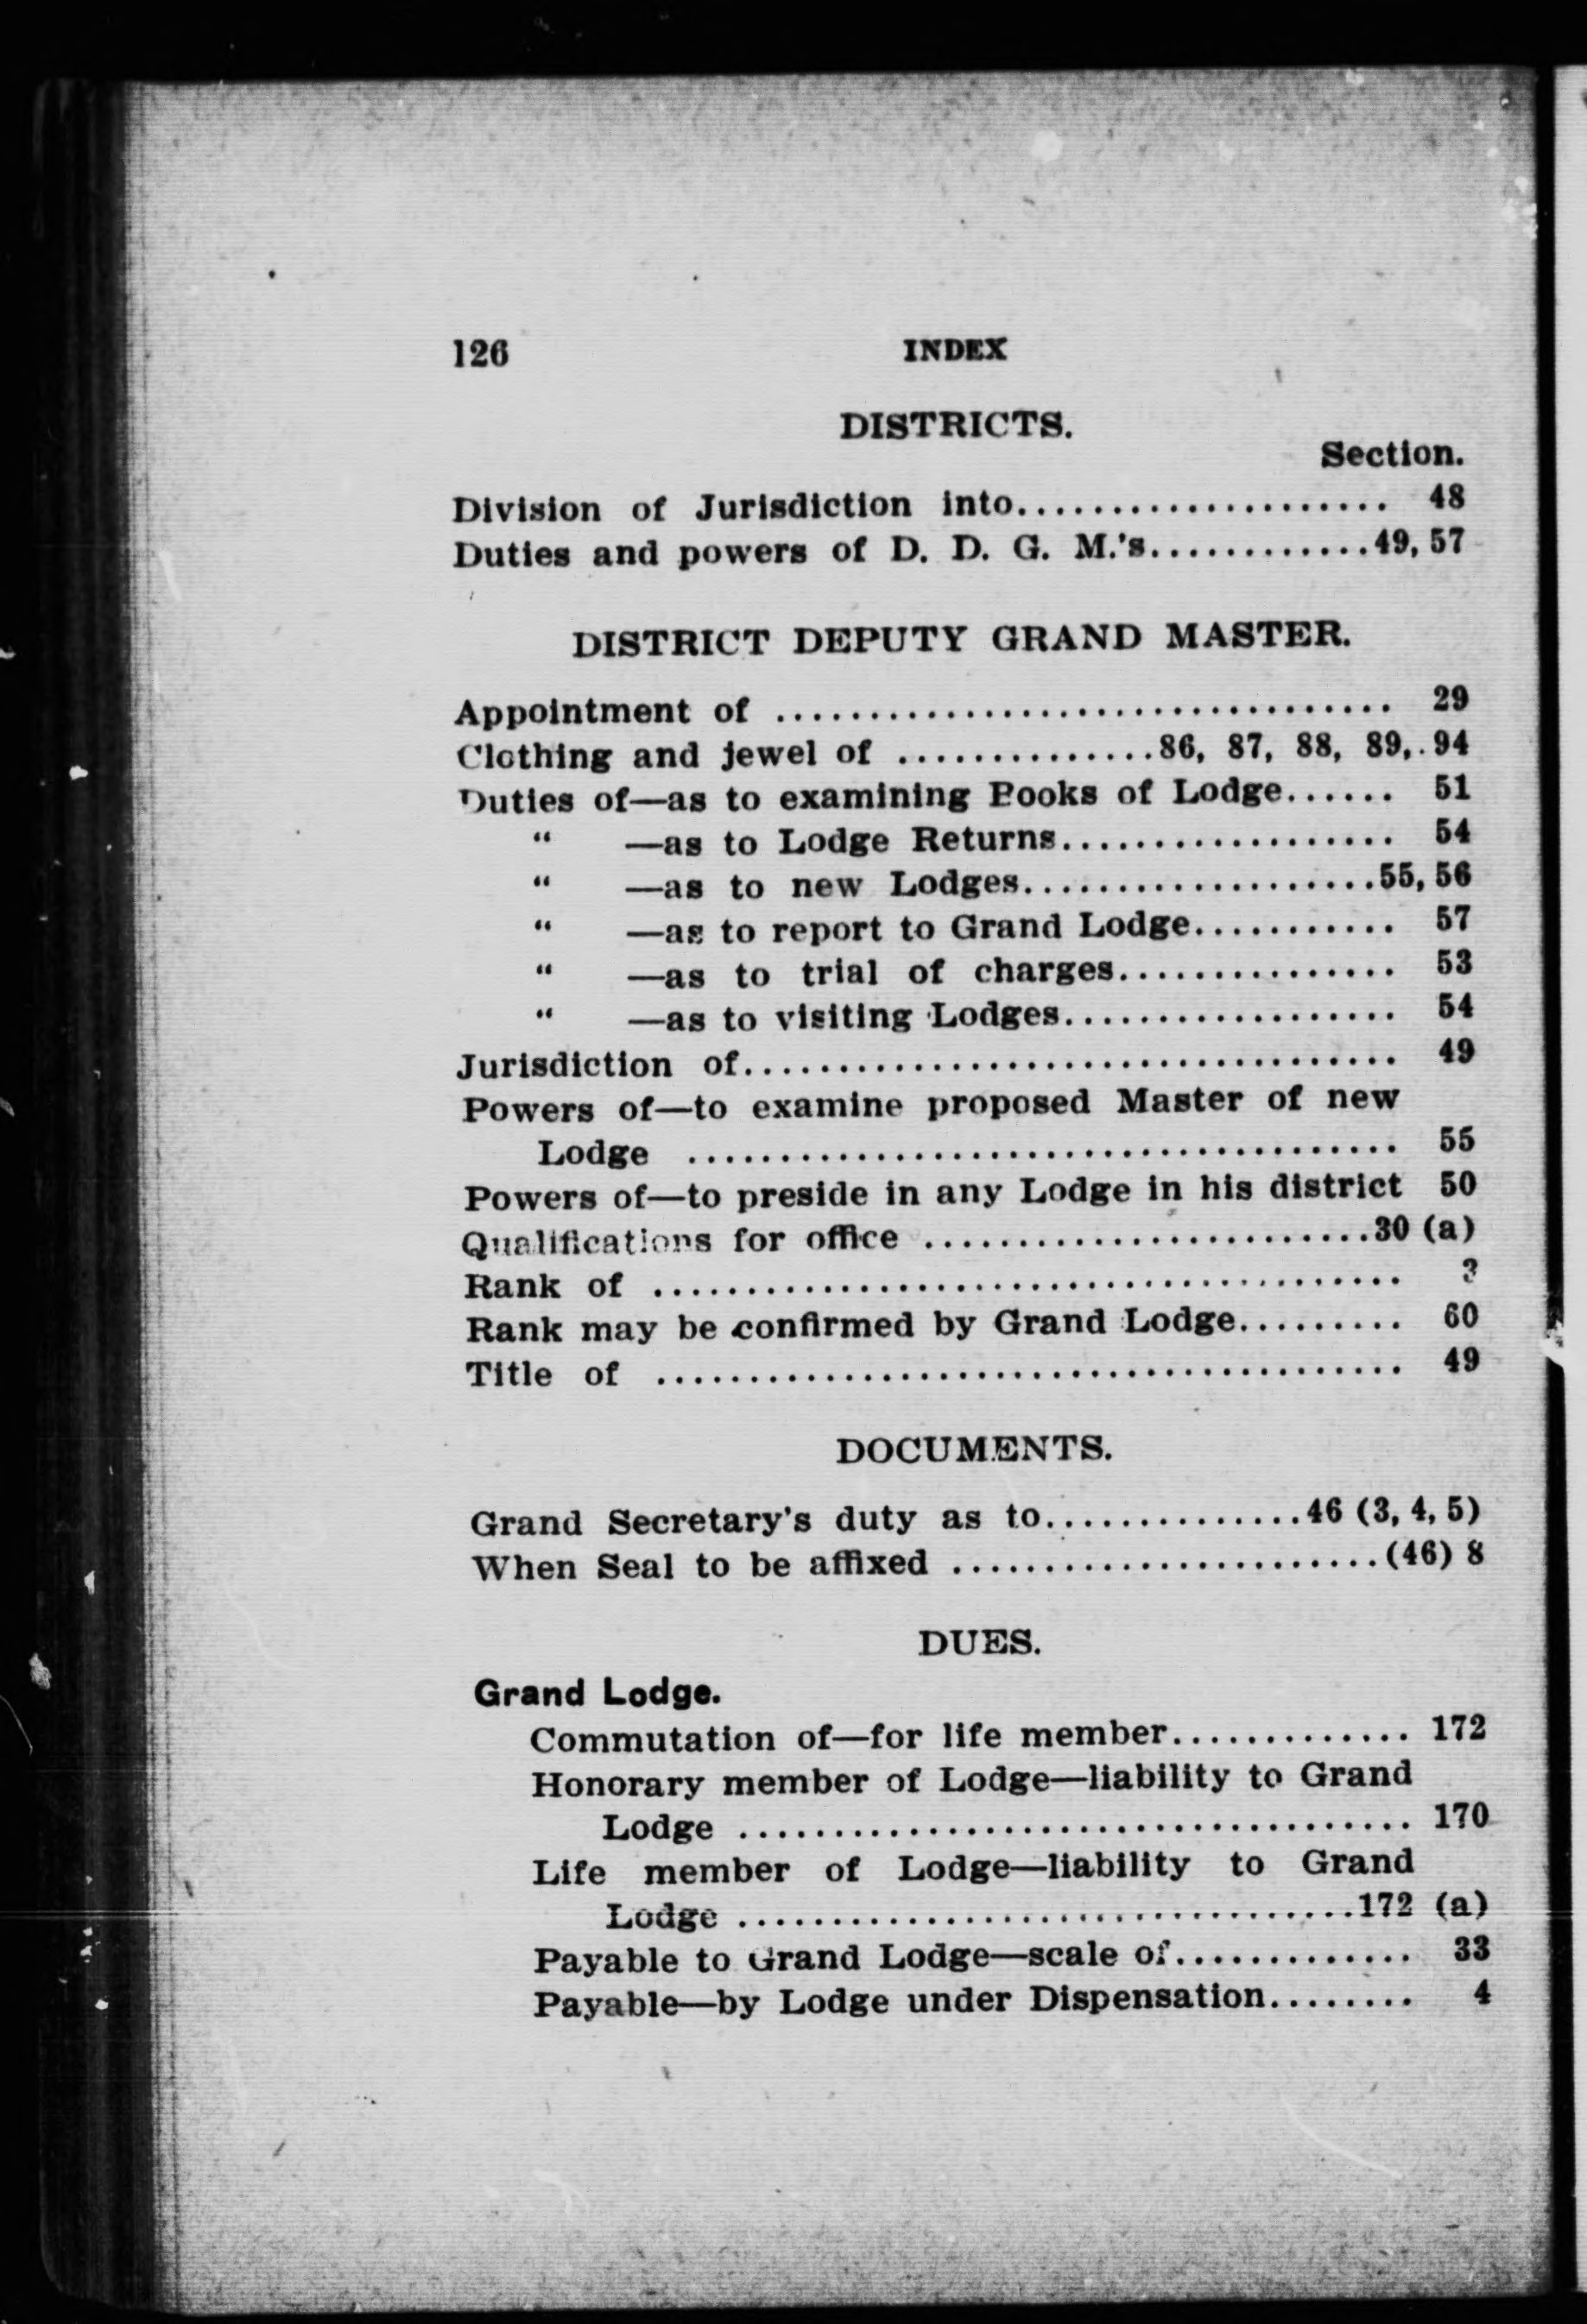 126 INDEX
DISTRICTS.
Section.
Division of Jurisdiction into..................... 48
Duties and powers of D. D. G. M.'s............49, 57
DISTRICT DEPUTY GRAND MASTER.
Appointment of .................................. 29
Clothing and jewel of ..............86, 87, 88, 89, 94
Duties of—as to examining Books of Lodge...... 51
“ —as to Lodge Returns.................. 54
“ —as to new Lodges...................55, 56
“ —as to report to Grand Lodge........... 57
“ —as to trial of charges............... 53
“ —as to visiting Lodges.................. 54
Jurisdiction of.................................... 49
Powers of—to examine proposed Master of new
Lodge ....................................... 55
Powers of—to preside in any Lodge in his district 50
Qualifications for office .........................30 (a)
Rank of ......................................... 3
Rank may be confirmed by Grand Lodge......... 60
Title of ......................................... 49
DOCUMENTS.
Grand Secretary's duty as to..............46 (3, 4, 5)
When Seal to be affixed ........................(46) 8
DUES.
Grand Lodge.
Commutation of—for life member............. 172
Honorary member of Lodge—liability to Grand
Lodge ..................................... 170
Life member of Lodge—liability to Grand
Lodge ..................................172 (a)
Payable to Grand Lodge—scale of............. 33
Payable—by Lodge under Dispensation........ 4